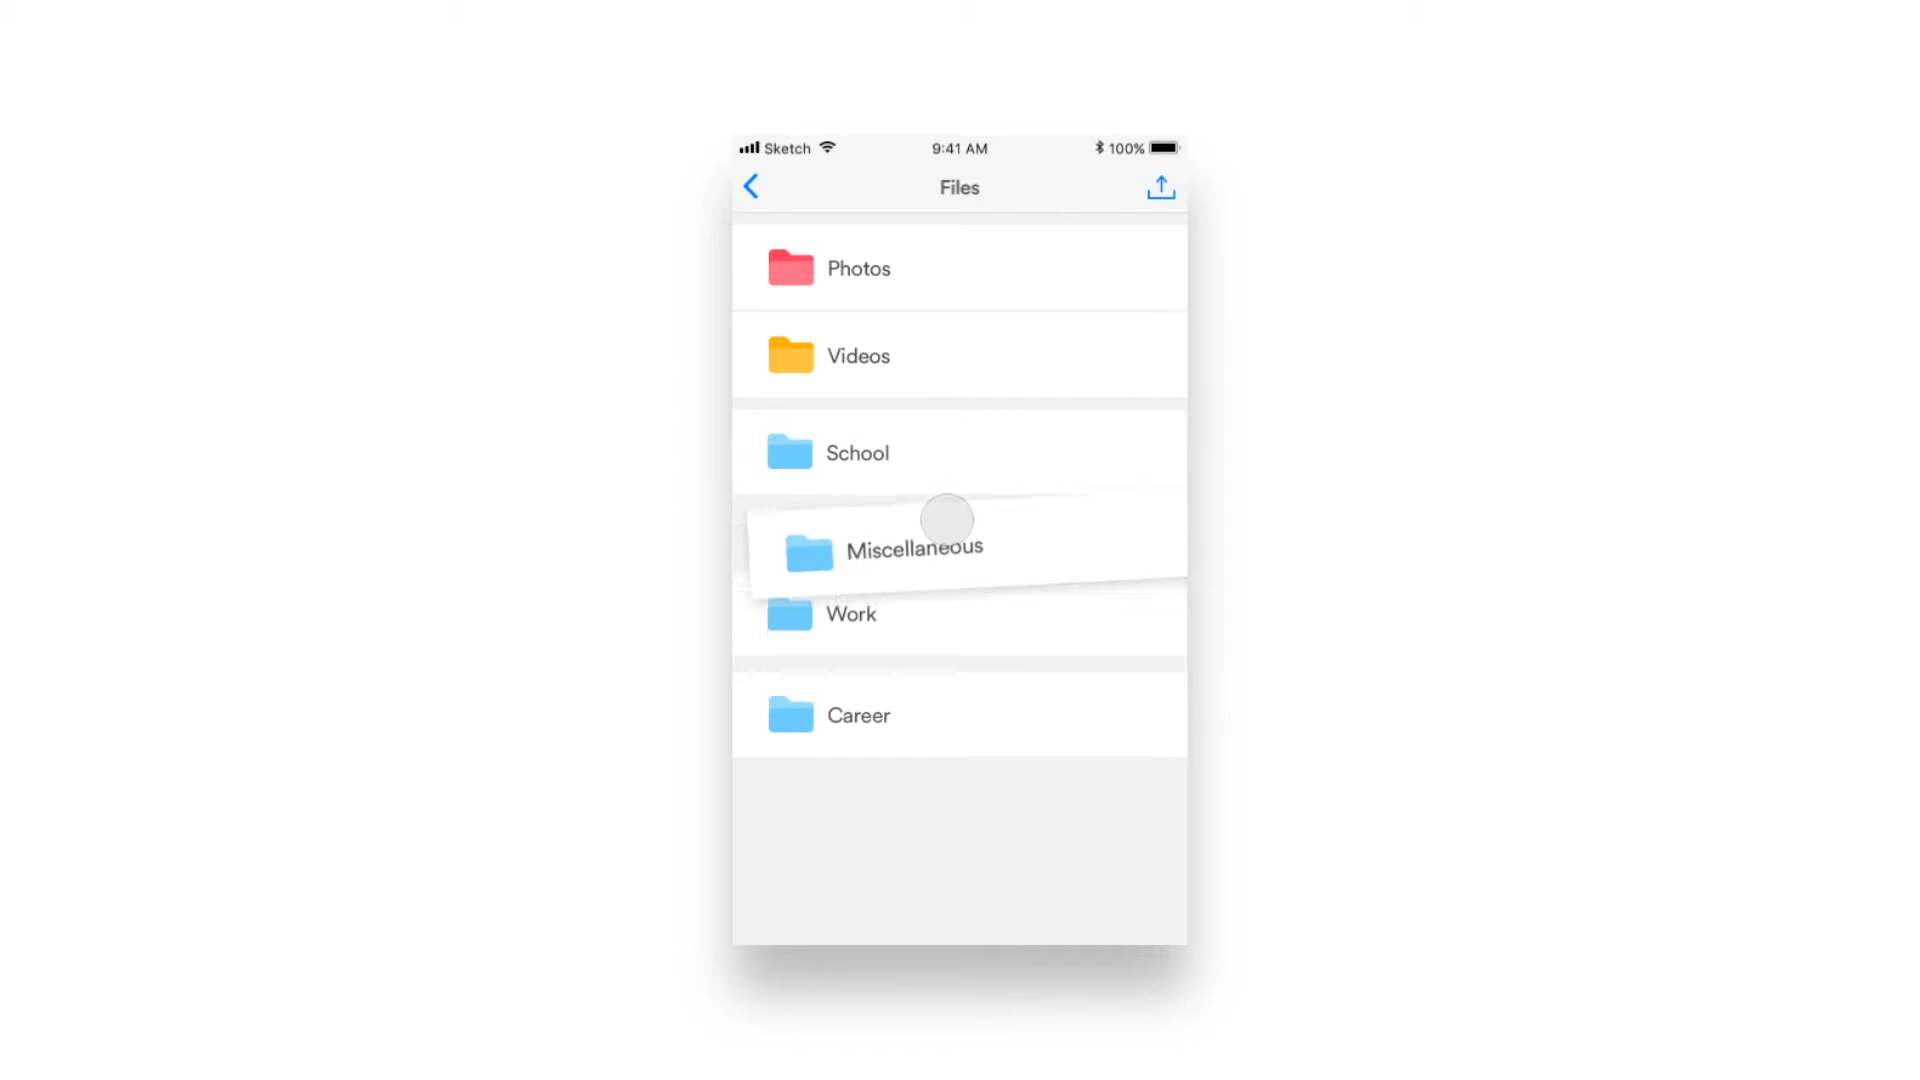 Sketch 9:41 AM 100%
Files
Photos
Videos
School
Miscellaneous
Work
Career